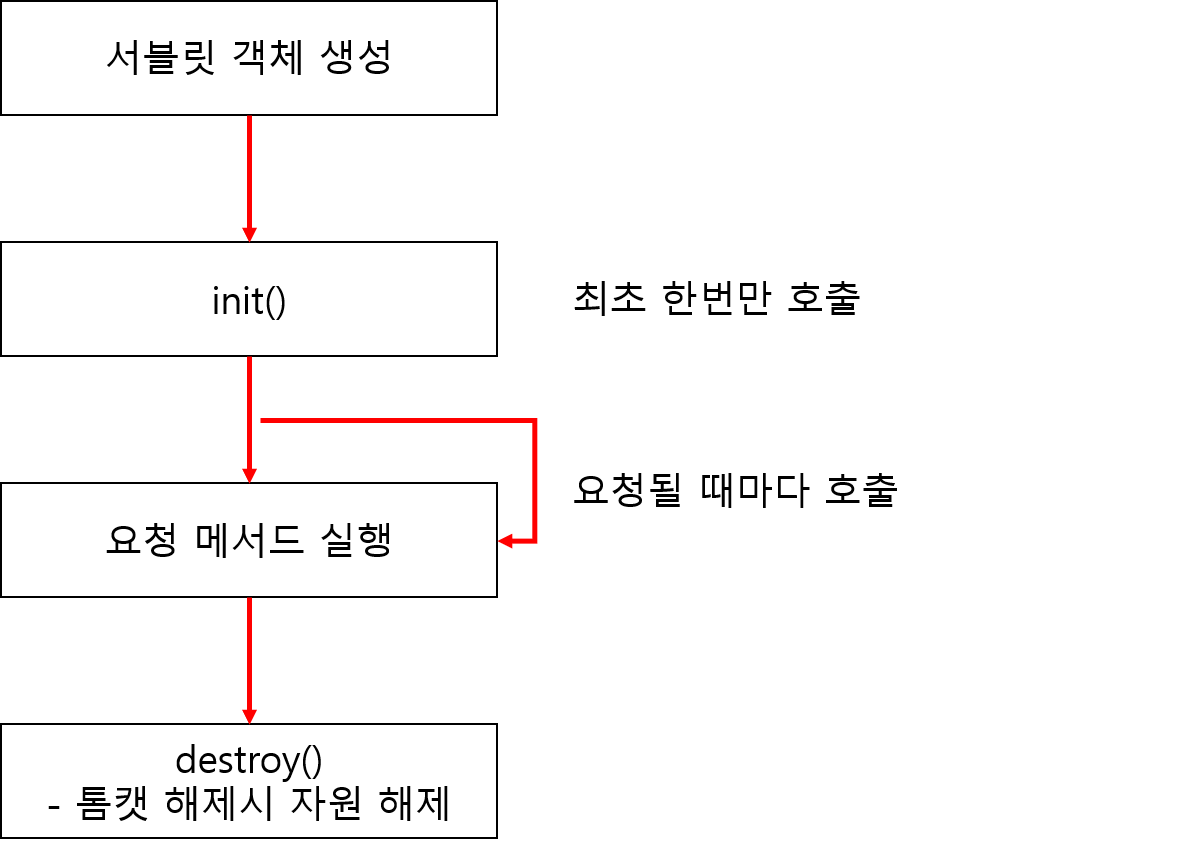 서블릿 객체 생성
init()
최초 한번만 호출
요청될 때마다 호출
요청 메서드 실행
destroy()
- 톰캣 해제시 자원 해제